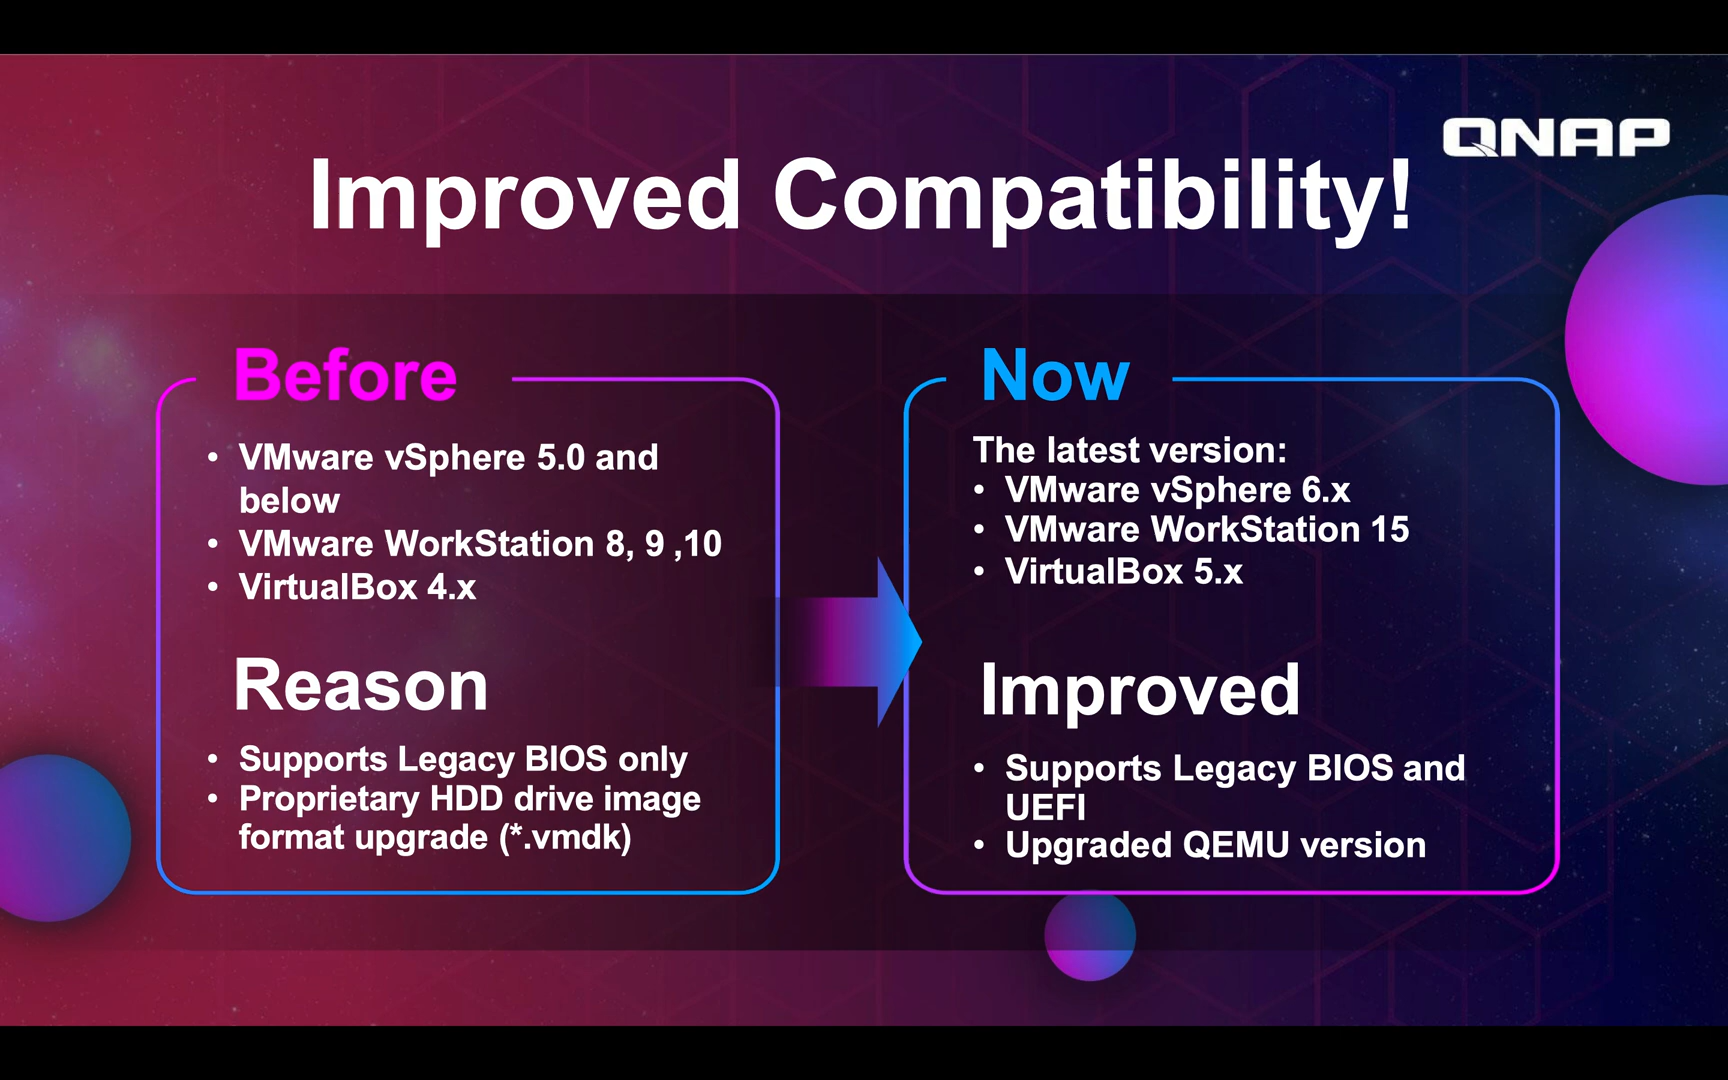 QNAP
Improved Compatibility!
Before
• VMware vSphere 5.0 and
below
• VMware WorkStation 8, 9 ,10
• VirtualBox 4.x
Reason
• Supports Legacy BIOS only
• Proprietary HDD drive image
format upgrade (*.vmdk)
Now
The latest version:
• VMware vSphere 6.x
• VMware WorkStation 15
• VirtualBox 5.x
Improved
• Supports Legacy BIOS and
UEFI
• Upgraded QEMU version